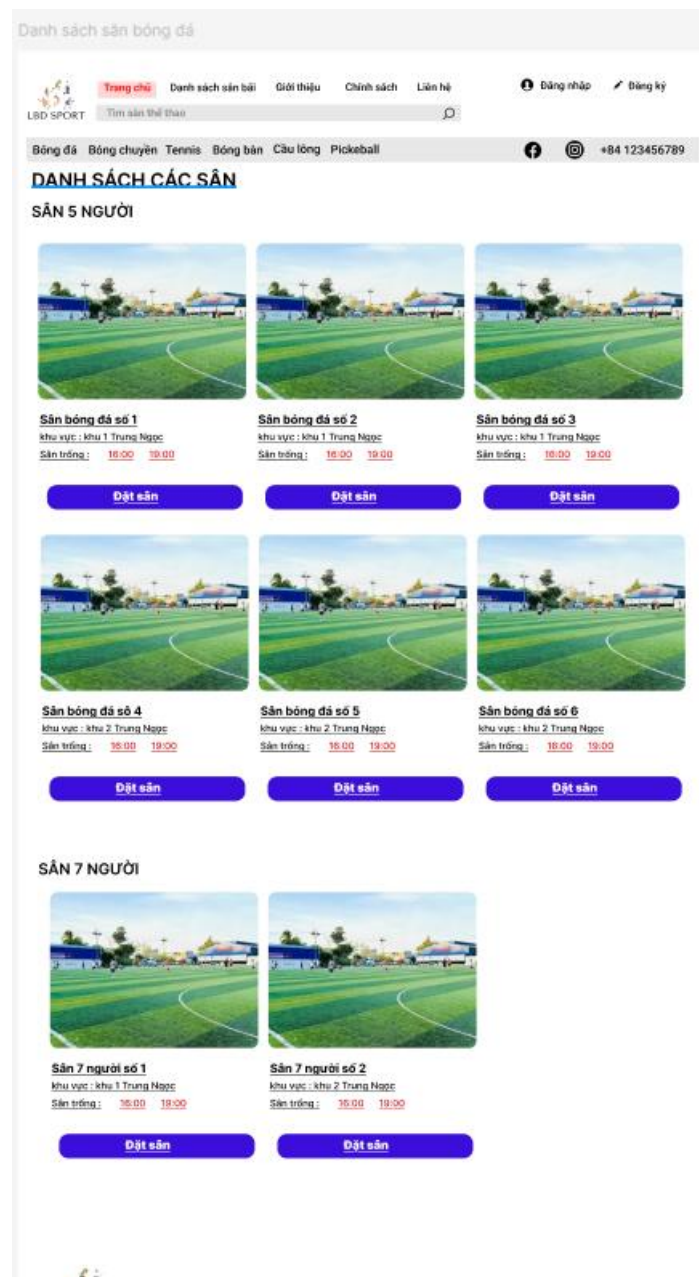 Danh sách sân bóng đá
Trang chủ Danh sách sân bãi Giới thiệu Chính sách Liên hệ Đăng nhập Đăng ký
LBD SPORT Tìm sân thể thao
Bóng đá Bóng chuyền Tennis Bóng bàn Cầu lông Pickeball +84 123456789
DANH SÁCH CÁC SÂN
SÂN 5 NGƯỜI
Sân bóng đá số 1 Sân bóng đá số 2 Sân bóng đá số 3
khu vực : khu 1 Trung Ngọc khu vực : khu 1 Trung Ngọc khu vực : khu 1 Trung Ngọc
Sân trống : 16:00 19:00 Sân trống : 16:00 19:00 Sân trống : 16:00 19:00
Đặt sân Đặt sân Đặt sân
Sân bóng đá sô 4 Sân bóng đá số 5 Sân bóng đá số 6
khu vực : khu 2 Trung Ngọc khu vực : khu 2 Trung Ngọc khu vực : khu 2 Trung Ngọc
Sân trống : 16:00 19:00 Sân trống : 16:00 19:00 Sân trống : 16:00 19:00
Đặt sân Đặt sân Đặt sân
SÂN 7 NGƯỜI
Sân 7 người số 1 Sân 7 người số 2
khu vực : khu 1 Trung Ngọc khu vực : khu 2 Trung Ngọc
Sân trống : 16:00 19:00 Sân trống : 16:00 19:00
Đặt sân Đặt sân